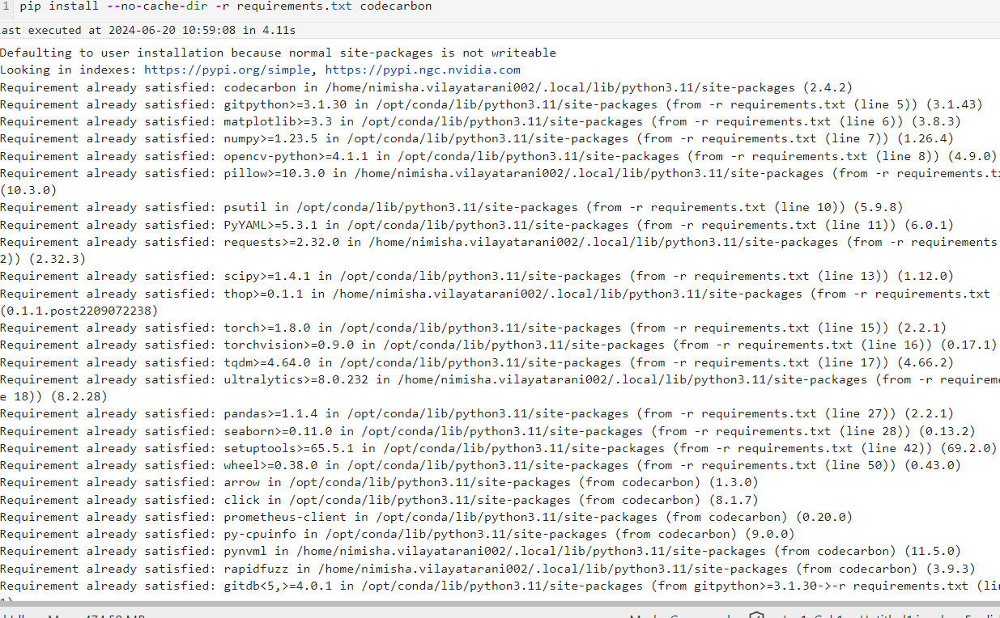 1 pip install --no-cache-dir -r requirements.txt codecarbon
last executed at 2024-06-20 10:59:08 in 4.11s
Defaulting to user installation because normal site-packages is not writeable
Looking in indexes: https://pypi.org/simple, https://pypi.ngc.nvidia.com
Requirement already satisfied: codecarbon in /home/nimisha.vilayatarani002/.local/lib/python3.11/site-packages (2.4.2)
Requirement already satisfied: gitpython>=3.1.30 in /opt/conda/lib/python3.11/site-packages (from -r requirements.txt (line 5)) (3.1.43)
Requirement already satisfied: matplotlib>=3.3 in /opt/conda/lib/python3.11/site-packages (from -r requirements.txt (line 6)) (3.8.3)
Requirement already satisfied: numpy>=1.23.5 in /opt/conda/lib/python3.11/site-packages (from -r requirements.txt (line 7)) (1.26.4)
Requirement already satisfied: opencv-python>=4.1.1 in /opt/conda/lib/python3.11/site-packages (from -r requirements.txt (line 8)) (4.9.0)
Requirement already satisfied: pillow>=10.3.0 in /home/nimisha.vilayatarani002/.local/lib/python3.11/site-packages (from -r requirements.t
(10.3.0)
Requirement already satisfied: psutil in /opt/conda/lib/python3.11/site-packages (from -r requirements.txt (line 10)) (5.9.8)
Requirement already satisfied: PyYAML>=5.3.1 in /opt/conda/lib/python3.11/site-packages (from -r requirements.txt (line 11)) (6.0.1)
Requirement already satisfied: requests>=2.32.0 in /home/nimisha.vilayatarani002/.local/lib/python3.11/site-packages (from -r requirements
2)) (2.32.3)
Requirement already satisfied: scipy>=1.4.1 in /opt/conda/lib/python3.11/site-packages (from -r requirements.txt (line 13)) (1.12.0)
Requirement already satisfied: thop>=0.1.1 in /home/nimisha.vilayatarani002/.local/lib/python3.11/site-packages (from -r requirements.txt
(0.1.1.post2209072238)
Requirement already satisfied: torch>=1.8.0 in /opt/conda/lib/python3.11/site-packages (from -r requirements.txt (line 15)) (2.2.1)
Requirement already satisfied: torchvision>=0.9.0 in /opt/conda/lib/python3.11/site-packages (from -r requirements.txt (line 16)) (0.17.1)
Requirement already satisfied: tqdm>=4.64.0 in /opt/conda/lib/python3.11/site-packages (from -r requirements.txt (line 17)) (4.66.2)
Requirement already satisfied: ultralytics>=8.0.232 in /home/nimisha.vilayatarani002/.local/lib/python3.11/site-packages (from -r requirem
e 18)) (8.2.28)
Requirement already satisfied: pandas>=1.1.4 in /opt/conda/lib/python3.11/site-packages (from -r requirements.txt (line 27)) (2.2.1)
Requirement already satisfied: seaborn>=0.11.0 in /opt/conda/lib/python3.11/site-packages (from -r requirements.txt (line 28)) (0.13.2)
Requirement already satisfied: setuptools>=65.5.1 in /opt/conda/lib/python3.11/site-packages (from -r requirements.txt (line 42)) (69.2.0)
Requirement already satisfied: wheel>=0.38.0 in /opt/conda/lib/python3.11/site-packages (from -r requirements.txt (line 50)) (0.43.0)
Requirement already satisfied: arrow in /opt/conda/lib/python3.11/site-packages (from codecarbon) (1.3.0)
Requirement already satisfied: click in /opt/conda/lib/python3.11/site-packages (from codecarbon) (8.1.7)
Requirement already satisfied: prometheus-client in /opt/conda/lib/python3.11/site-packages (from codecarbon) (0.20.0)
Requirement already satisfied: py-cpuinfo in /opt/conda/lib/python3.11/site-packages (from codecarbon) (9.0.0)
Requirement already satisfied: pynvml in /home/nimisha.vilayatarani002/.local/lib/python3.11/site-packages (from codecarbon) (11.5.0)
Requirement already satisfied: rapidfuzz in /home/nimisha.vilayatarani002/.local/lib/python3.11/site-packages (from codecarbon) (3.9.3)
Requirement already satisfied: gitdb<5,>=4.0.1 in /opt/conda/lib/python3.11/site-packages (from gitpython>=3.1.30->-r requirements.txt (li